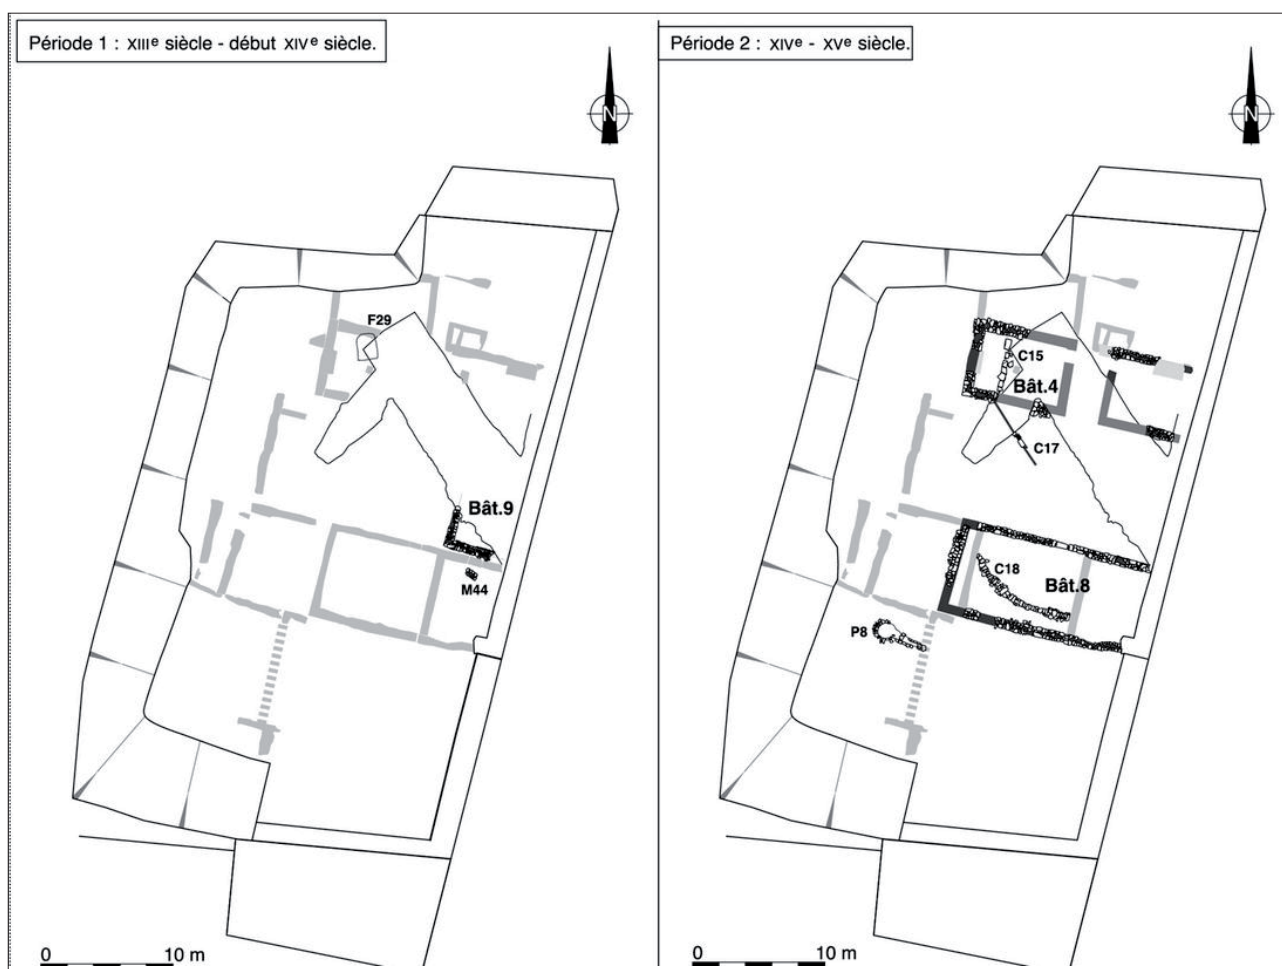 Période 1 : XIIIe siècle - début XIVe siècle.
N
F29
Bât.9
M44
0 10 m
Période 2 : XIVe - XVe siècle.
N
C15
Bât.4
C17
C18
Bât.8
P8
0 10 m